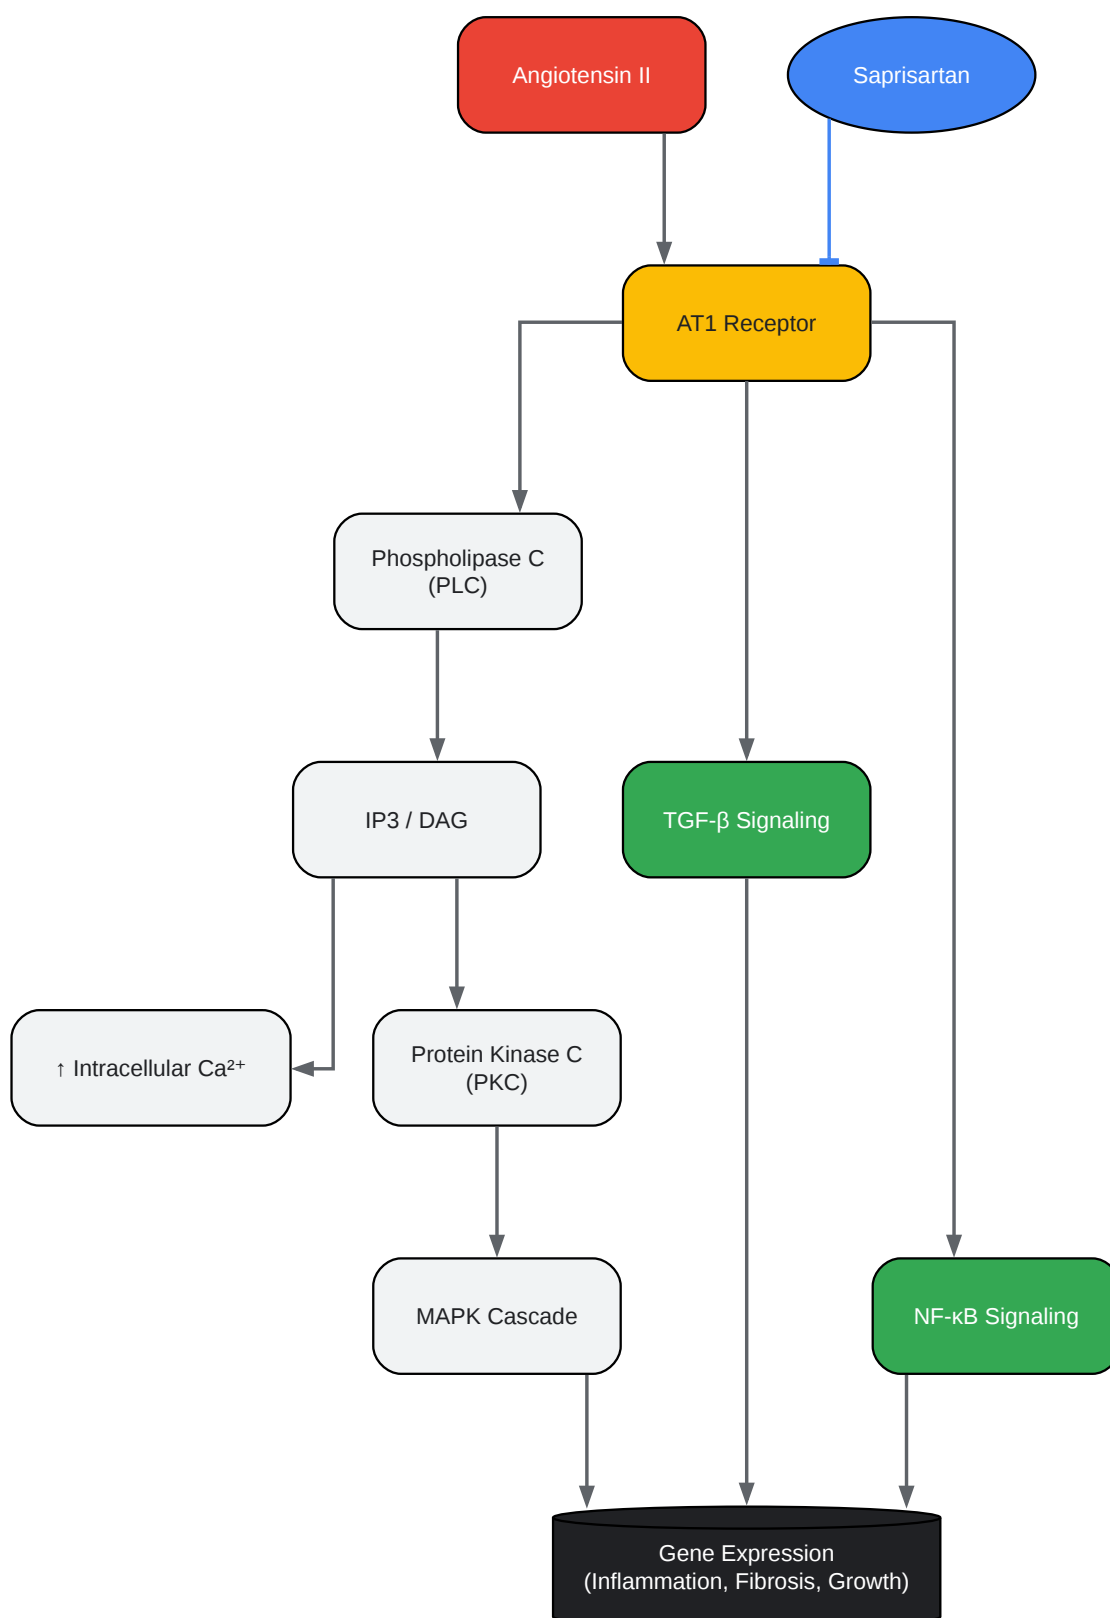 Angiotensin II
Saprisartan
AT1 Receptor
Phospholipase C
(PLC)
IP3 / DAG
TGF-β Signaling
↑ Intracellular Ca²⁺
Protein Kinase C
(PKC)
MAPK Cascade
NF-κB Signaling
Gene Expression
(Inflammation, Fibrosis, Growth)